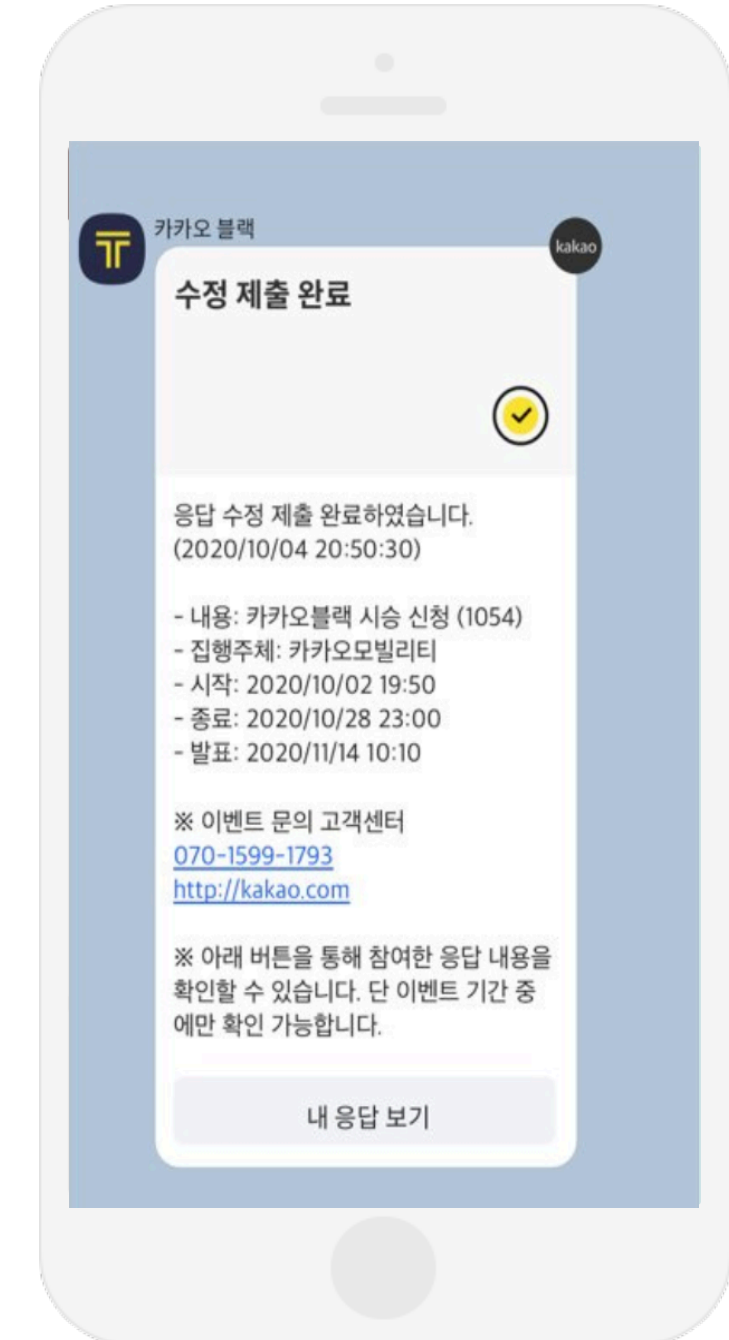 카카오 블랙
kakao
수정 제출 완료
응답 수정 제출 완료하였습니다.
(2020/10/04 20:50:30)
- 내용: 카카오블랙 시승 신청 (1054)
- 집행주체: 카카오모빌리티
- 시작: 2020/10/02 19:50
- 종료: 2020/10/28 23:00
- 발표: 2020/11/14 10:10
※ 이벤트 문의 고객센터
070-1599-1793
http://kakao.com
※ 아래 버튼을 통해 참여한 응답 내용을
확인할 수 있습니다. 단 이벤트 기간 중
에만 확인 가능합니다.
내 응답 보기